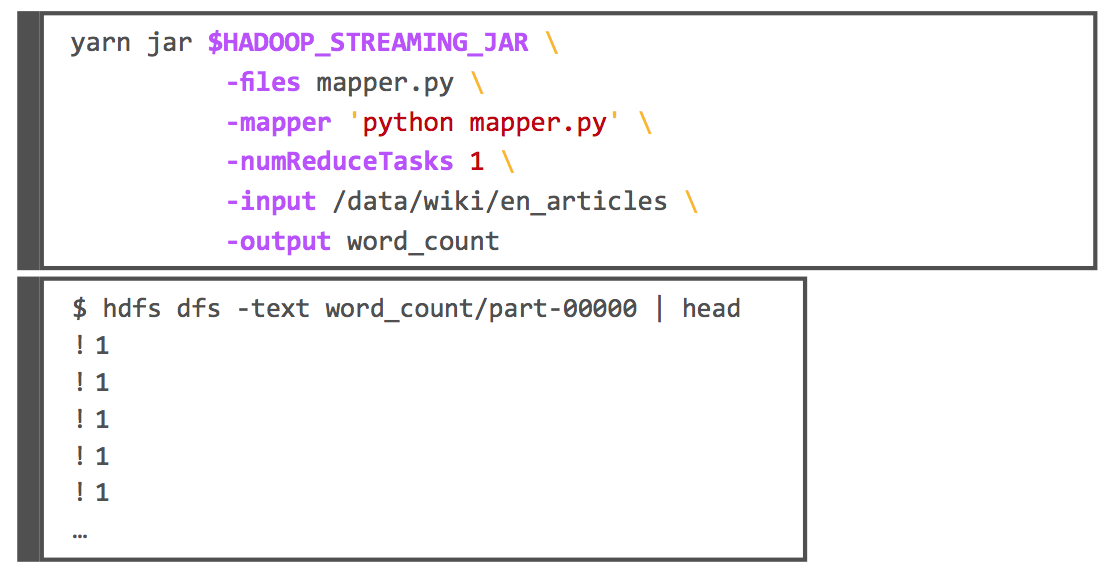 yarn jar $HADOOP_STREAMING_JAR \
-files mapper.py \
-mapper 'python mapper.py' \
-numReduceTasks 1 \
-input /data/wiki/en_articles \
-output word_count
$ hdfs dfs -text word_count/part-00000 | head
! 1
! 1
! 1
! 1
! 1
…